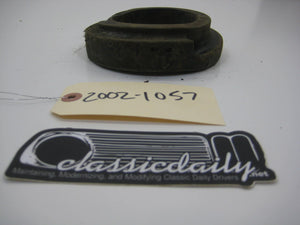 2002-1057
classicdaily.net
Maintaining, Modernizing, and Modifying Classic Daily Drivers